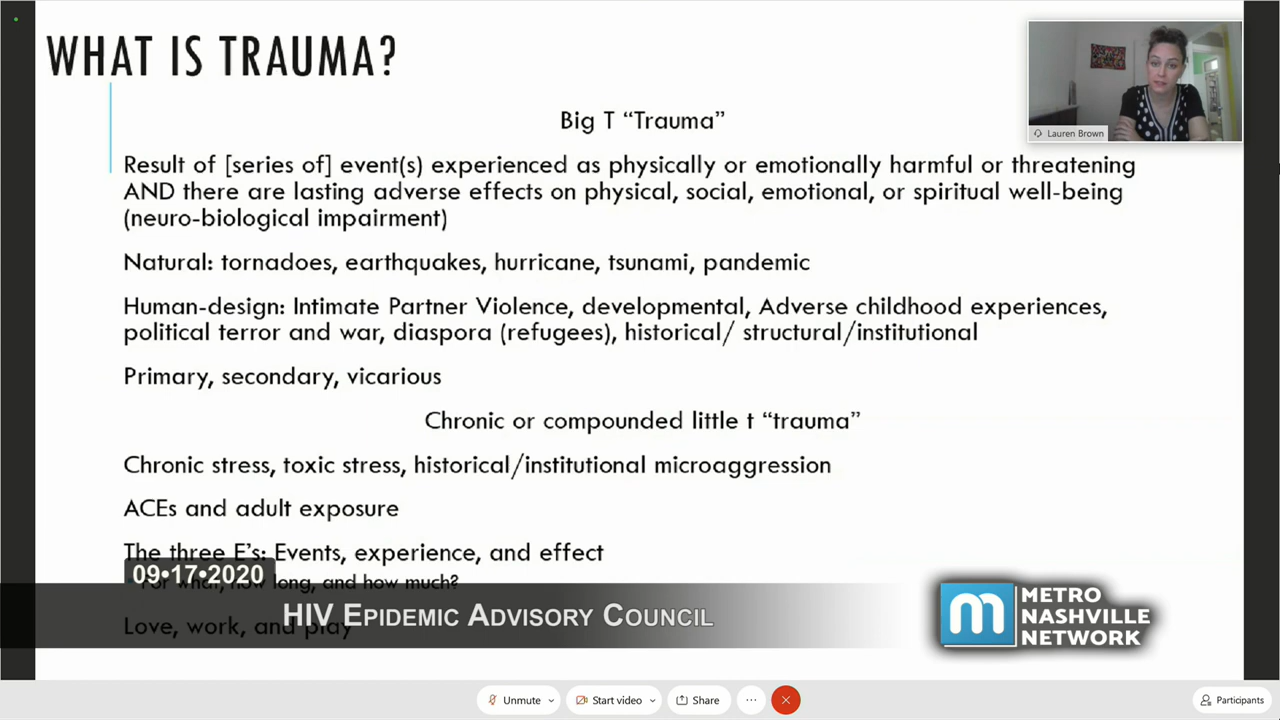 WHAT IS TRAUMA?
Big T “Trauma”
Lauren Brown
Result of [series of] event(s) experienced as physically or emotionally harmful or threatening
AND there are lasting adverse effects on physical, social, emotional, or spiritual well-being
(neuro-biological impairment)
Natural: tornadoes, earthquakes, hurricane, tsunami, pandemic
Human-design: Intimate Partner Violence, developmental, Adverse childhood experiences,
political terror and war, diaspora (refugees), historical/ structural/institutional
Primary, secondary, vicarious
Chronic or compounded little t “trauma”
Chronic stress, toxic stress, historical/institutional microaggression
ACEs and adult exposure
The three E’s: Events, experience, and effect
09•17•2020
For what, how long, and how much?
HIV EPIDEMIC ADVISORY COUNCIL
Love, work, and play
m
METRO
NASHVILLE
NETWORK
Unmute
Start video
Share
Participants